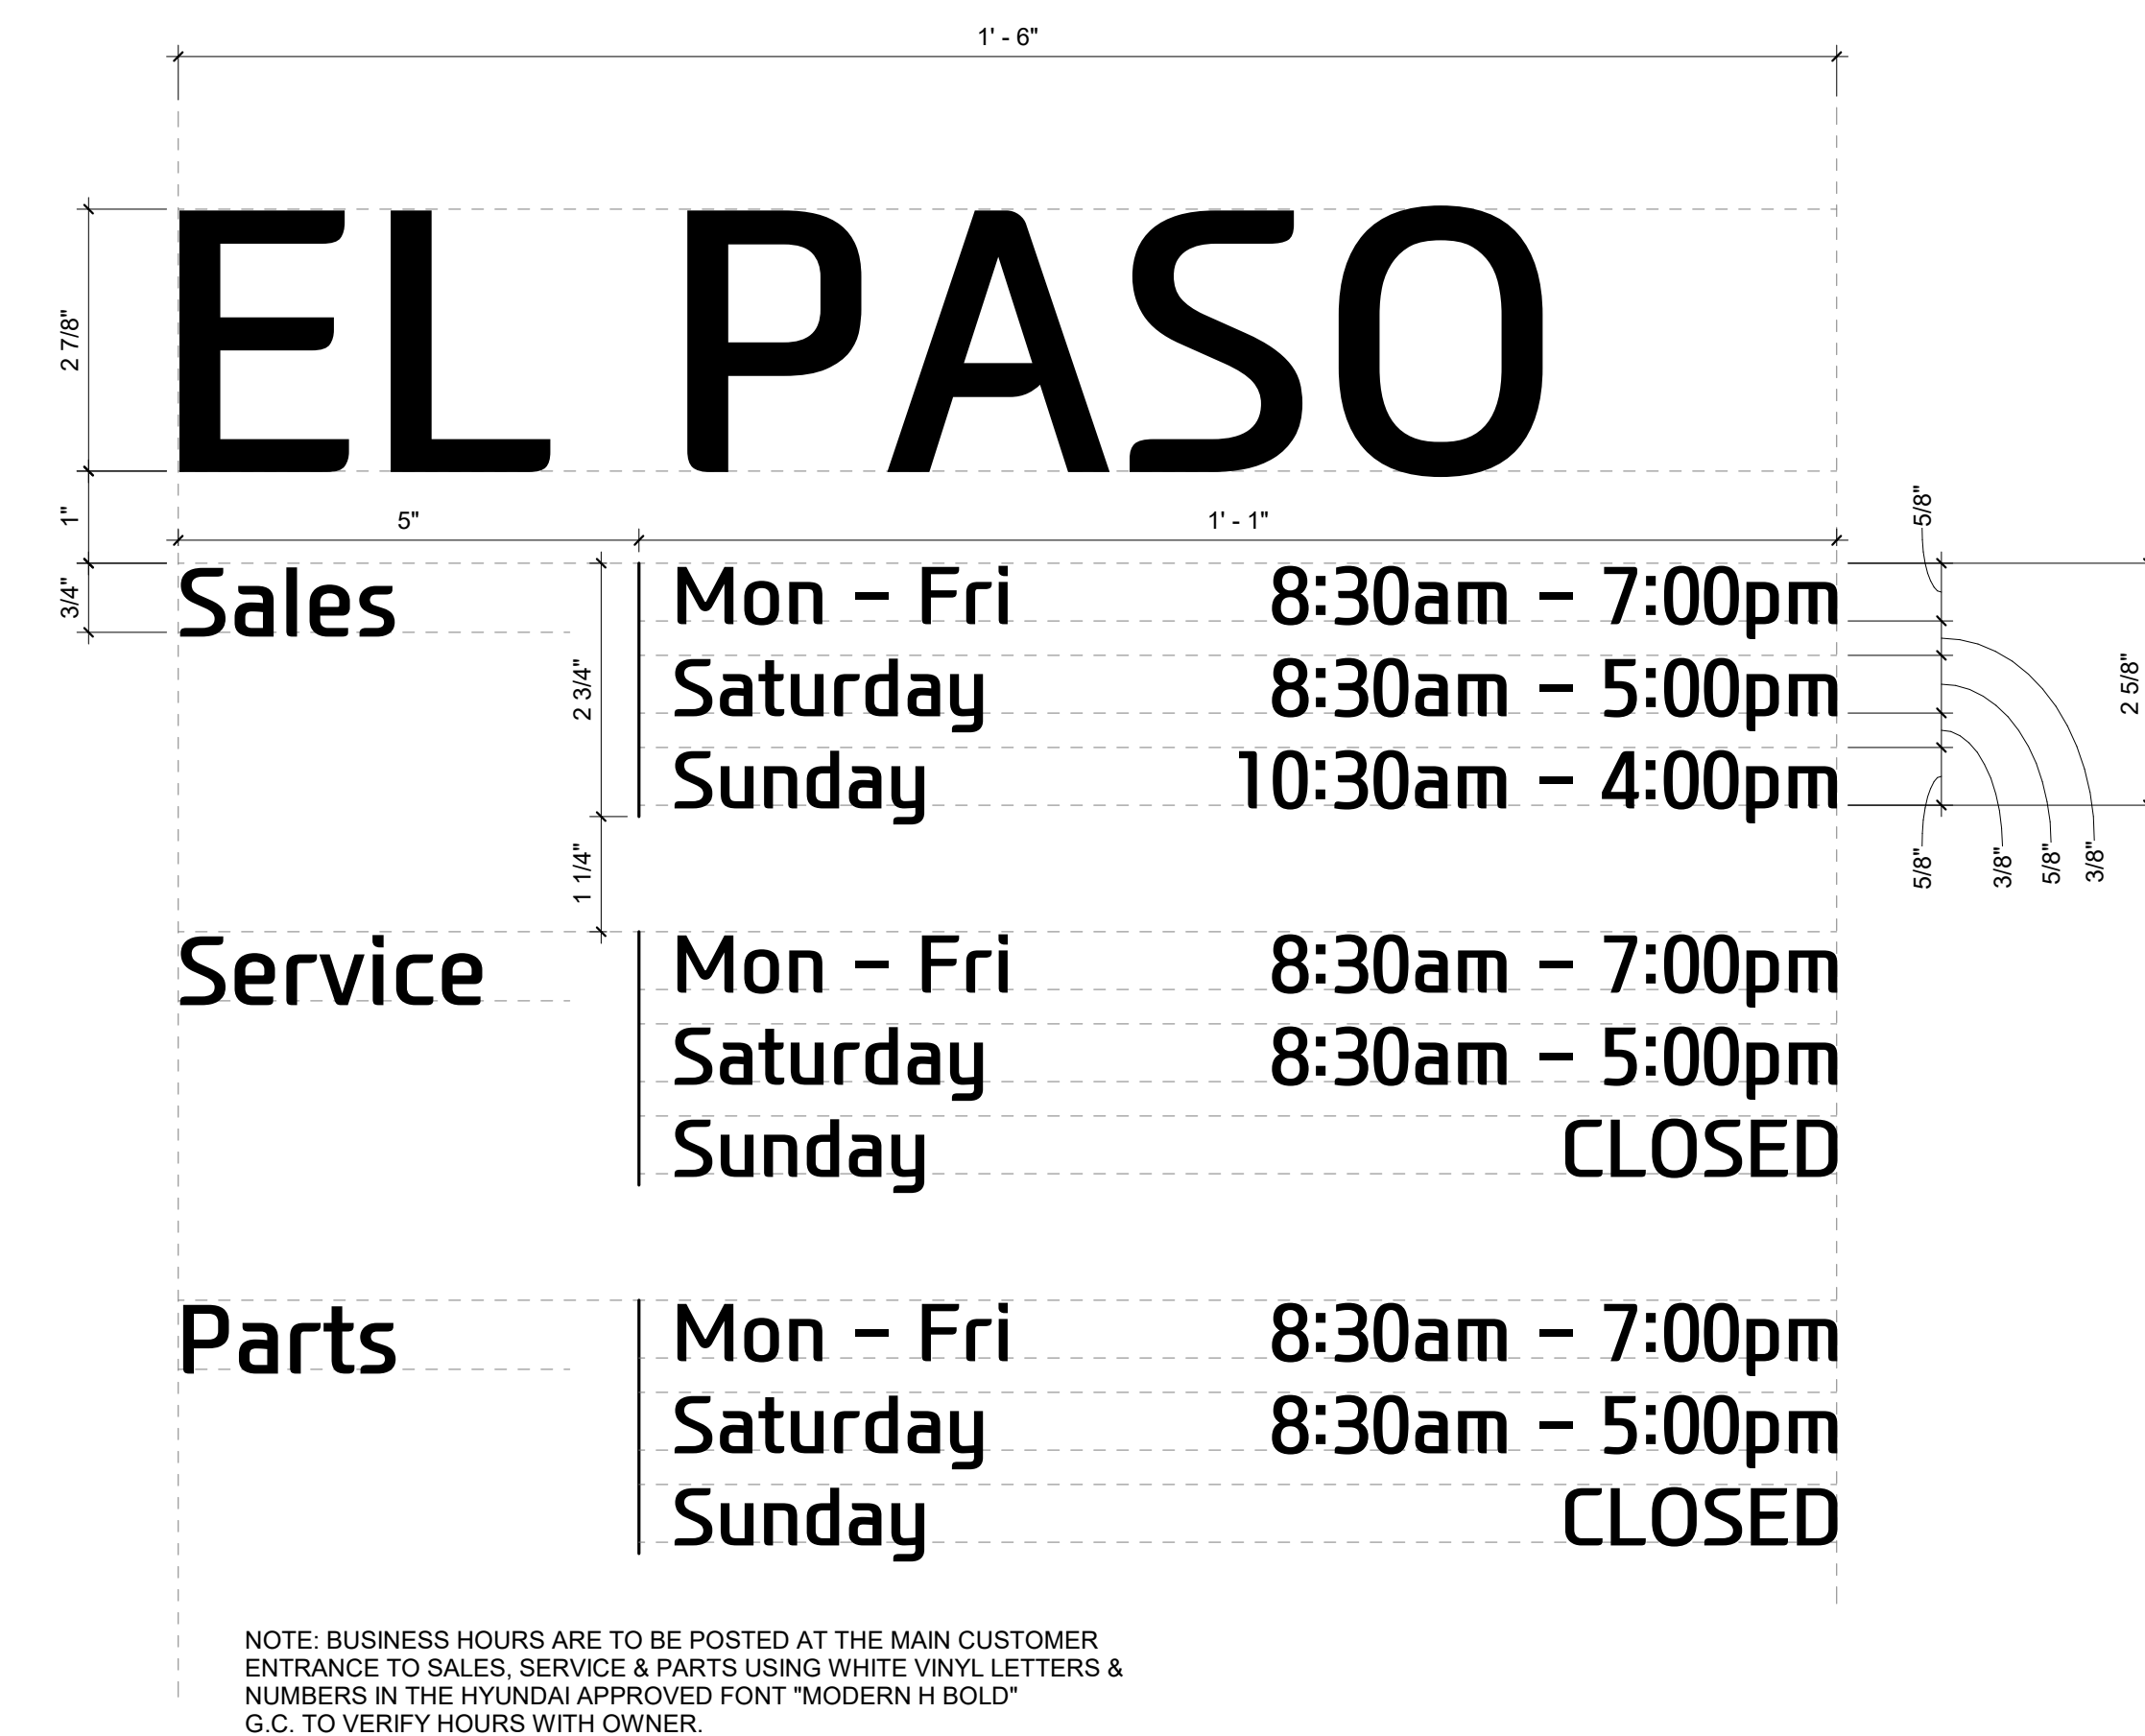 1' - 6"
EL PASO
2 7/8"
1"
3/4"
5"
1' - 1"
5/8"
Sales
Mon – Fri 8:30am – 7:00pm
Saturday 8:30am – 5:00pm
Sunday 10:30am – 4:00pm
2 3/4"
1 1/4"
2 5/8"
5/8"
3/8"
5/8"
3/8"
Service
Mon – Fri 8:30am – 7:00pm
Saturday 8:30am – 5:00pm
Sunday CLOSED
Parts
Mon – Fri 8:30am – 7:00pm
Saturday 8:30am – 5:00pm
Sunday CLOSED
NOTE: BUSINESS HOURS ARE TO BE POSTED AT THE MAIN CUSTOMER
ENTRANCE TO SALES, SERVICE & PARTS USING WHITE VINYL LETTERS &
NUMBERS IN THE HYUNDAI APPROVED FONT "MODERN H BOLD"
G.C. TO VERIFY HOURS WITH OWNER.